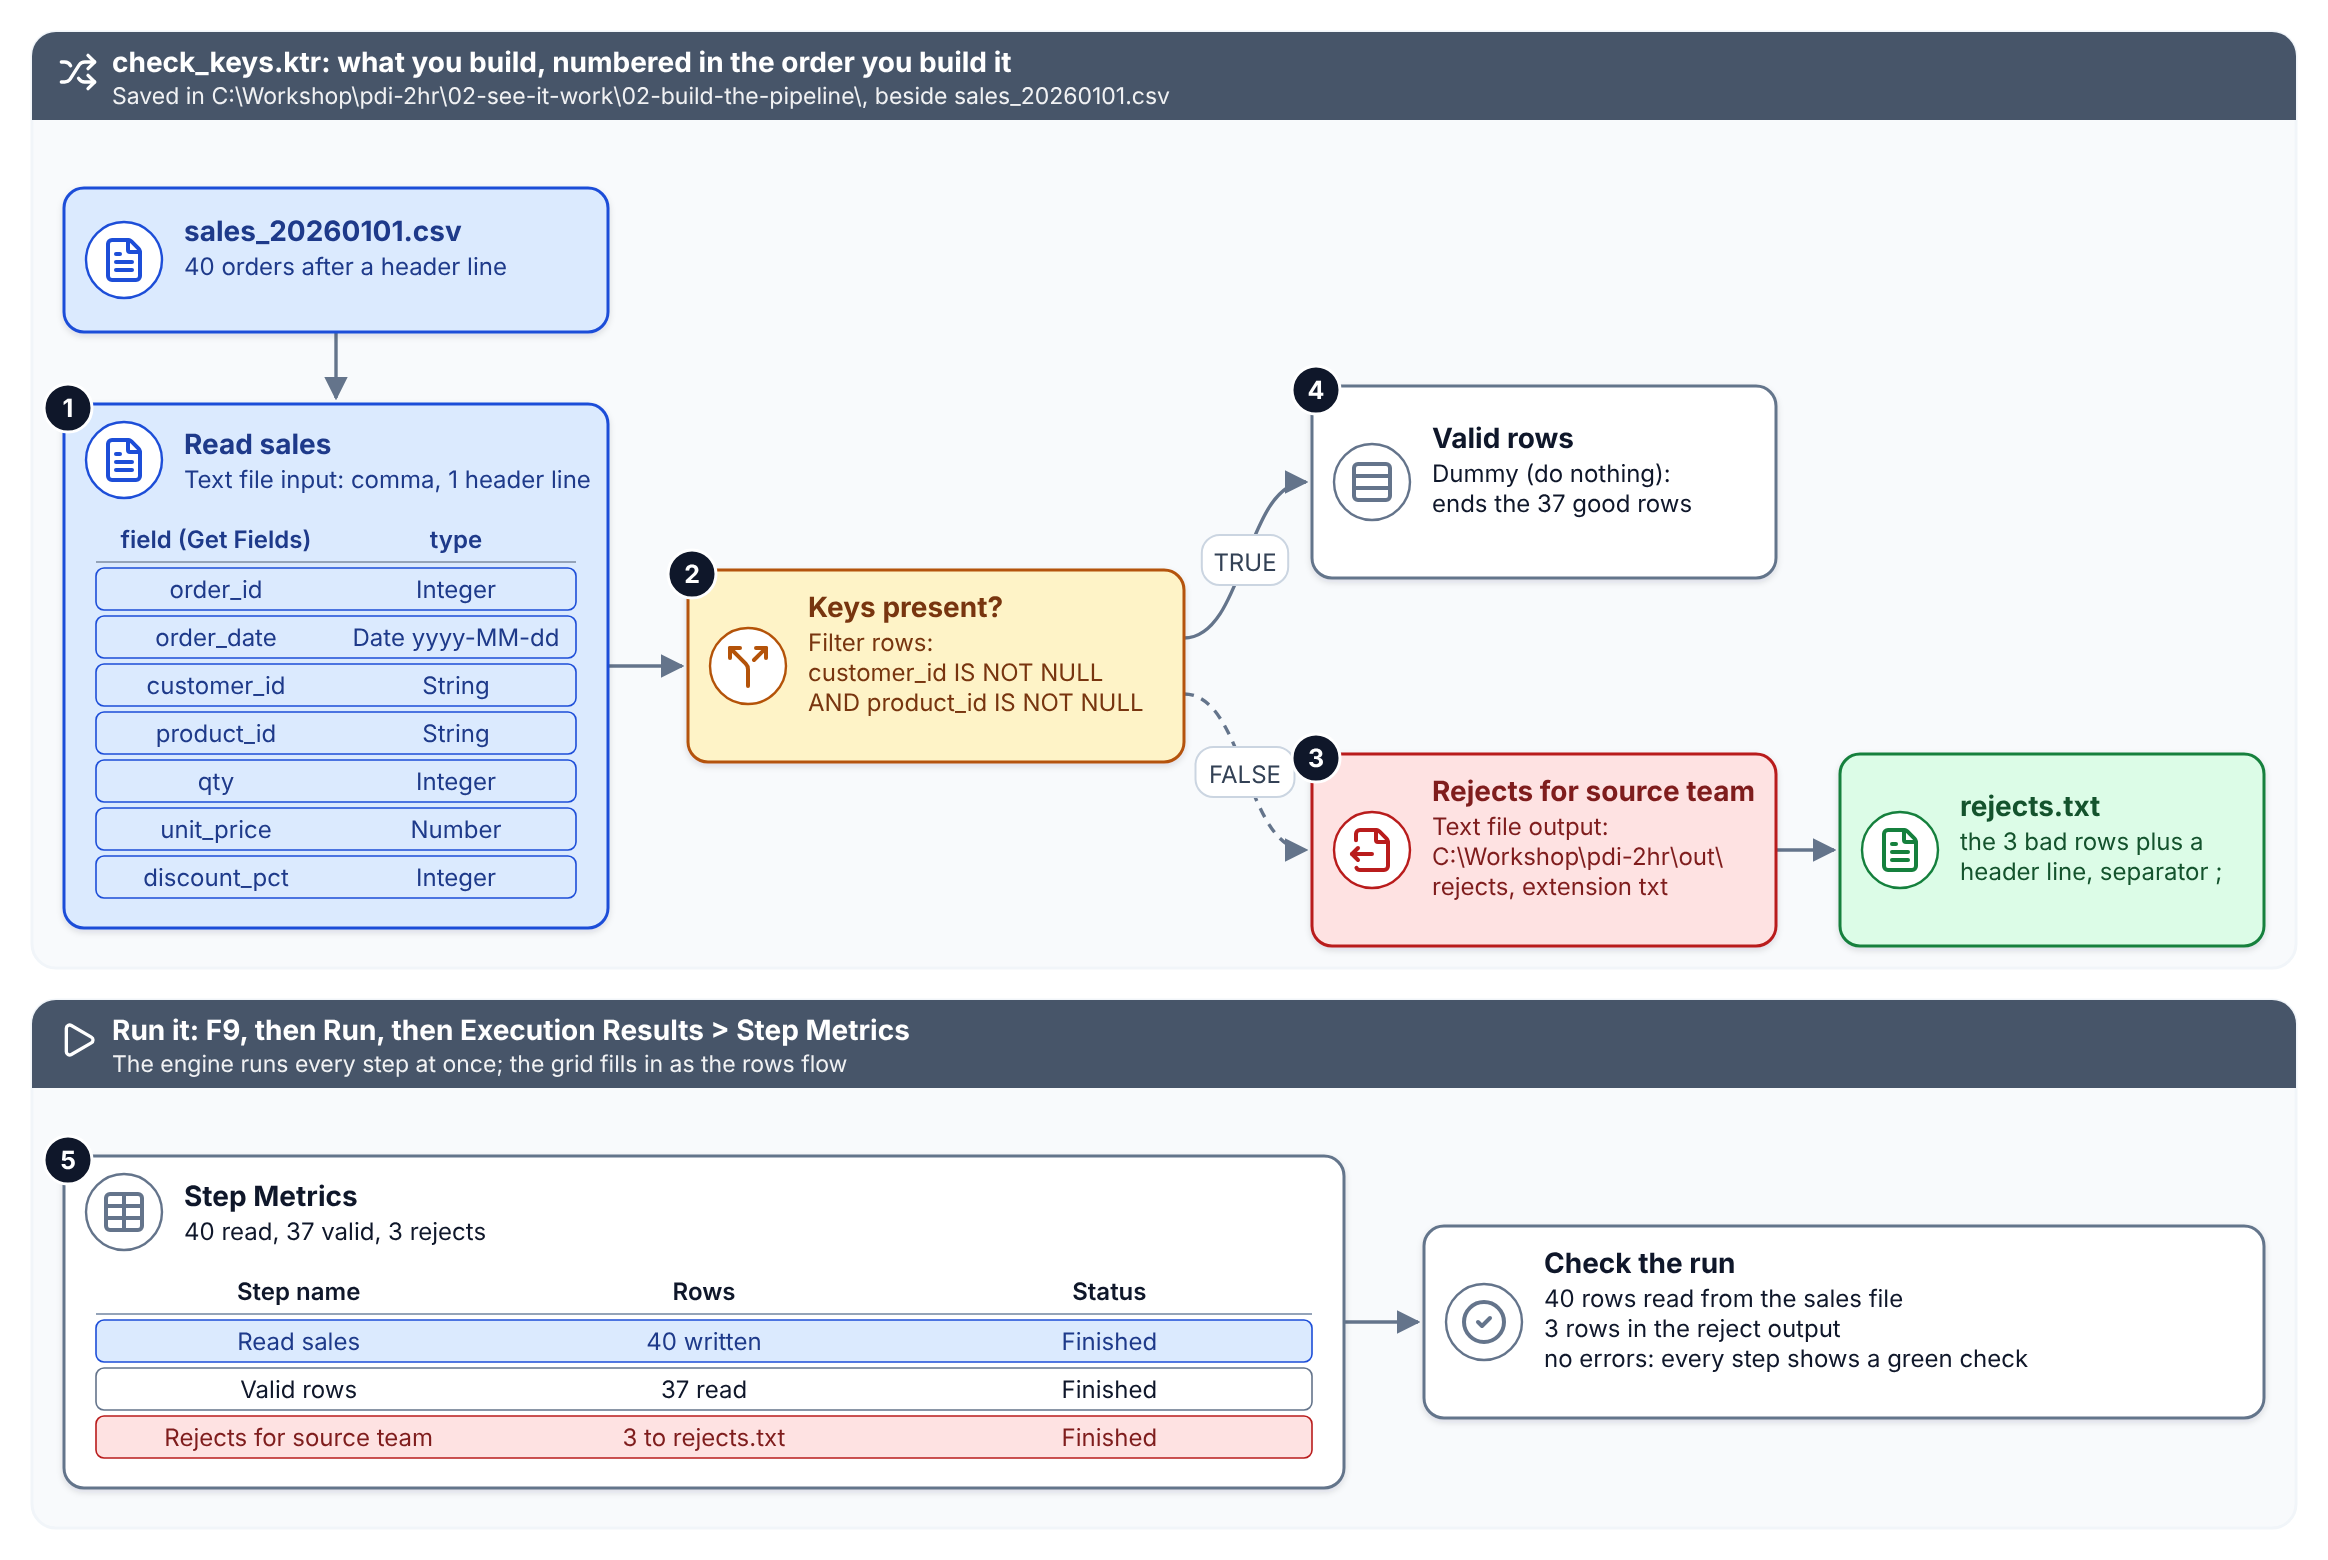 check_keys.ktr: what you build, numbered in the order you build it
Saved in C:\Workshop\pdi-2hr\02-see-it-work\02-build-the-pipeline\, beside sales_20260101.csv
sales_20260101.csv
40 orders after a header line
1
Read sales
Text file input: comma, 1 header line
field (Get Fields) type
order_id Integer
order_date Date yyyy-MM-dd
customer_id String
product_id String
qty Integer
unit_price Number
discount_pct Integer
2
Keys present?
Filter rows:
customer_id IS NOT NULL
AND product_id IS NOT NULL
TRUE
4
Valid rows
Dummy (do nothing):
ends the 37 good rows
FALSE
3
Rejects for source team
Text file output:
C:\Workshop\pdi-2hr\out\
rejects, extension txt
rejects.txt
the 3 bad rows plus a
header line, separator ;
Run it: F9, then Run, then Execution Results > Step Metrics
The engine runs every step at once; the grid fills in as the rows flow
5
Step Metrics
40 read, 37 valid, 3 rejects
Step name Rows Status
Read sales 40 written Finished
Valid rows 37 read Finished
Rejects for source team 3 to rejects.txt Finished
Check the run
40 rows read from the sales file
3 rows in the reject output
no errors: every step shows a green check